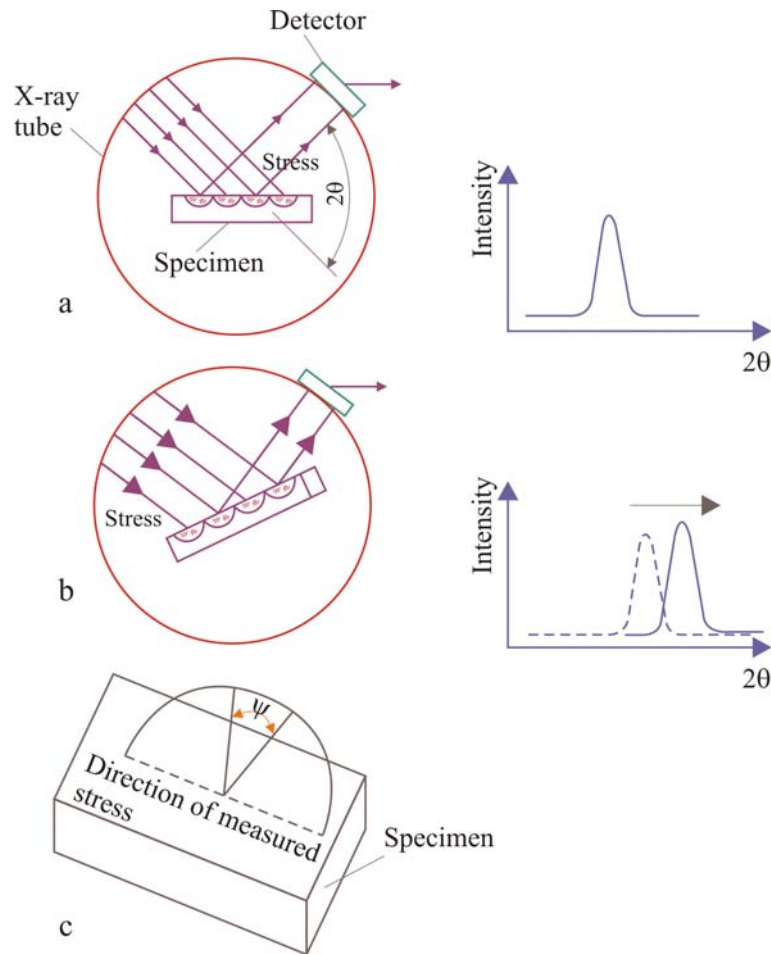 Detector
X-ray
tube
Stress
2θ
Specimen
a
Intensity
2θ
Stress
b
Intensity
2θ
ψ
Direction of measured
stress
Specimen
c